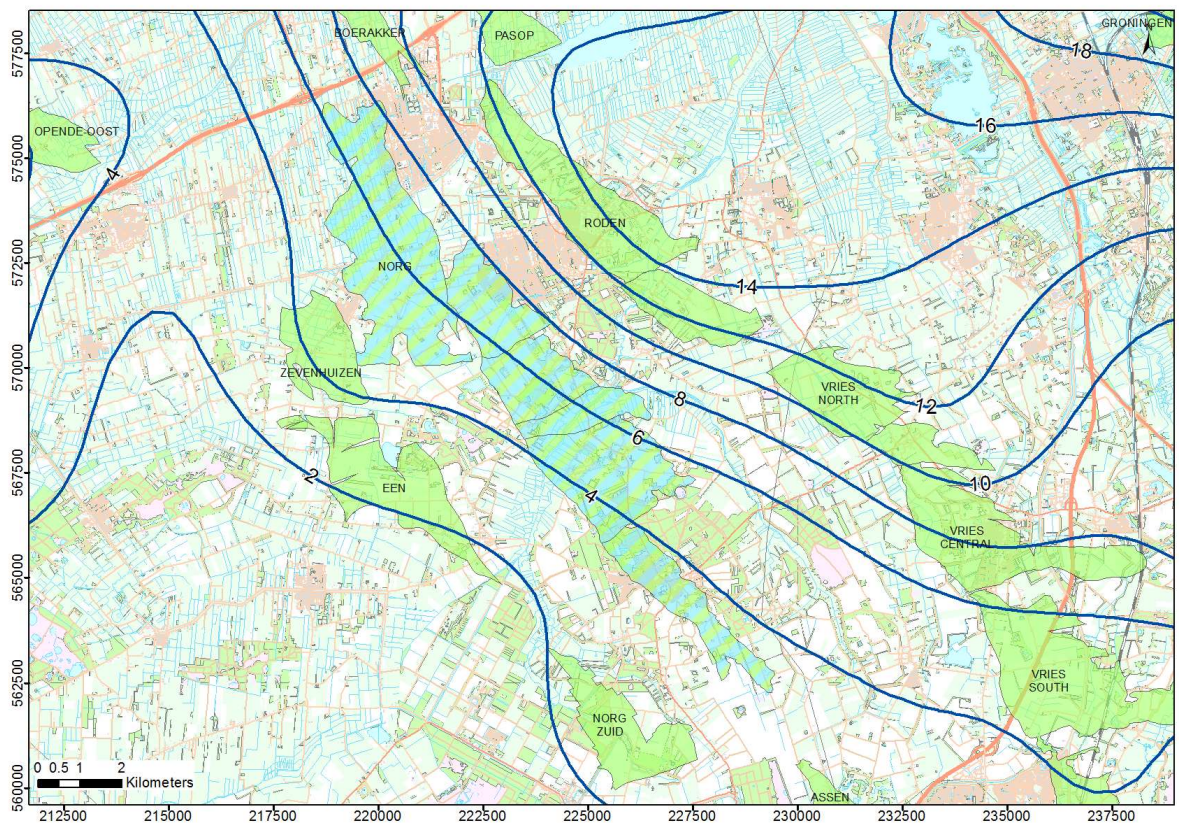 BOERAKKER
PASOP
GRONINGEN
18
577500
16
OPENDE-OOST
575000
4
RODEN
572500
NORG
14
570000
ZEVENHUIZEN
VRIES
NORTH
8
12
6
567500
2
EEN
4
10
VRIES
CENTRAL
565000
562500
VRIES
SOUTH
NORG
ZUID
0 0.5 1 2
Kilometers
560000
ASSEN
212500 215000 217500 220000 222500 225000 227500 230000 232500 235000 237500